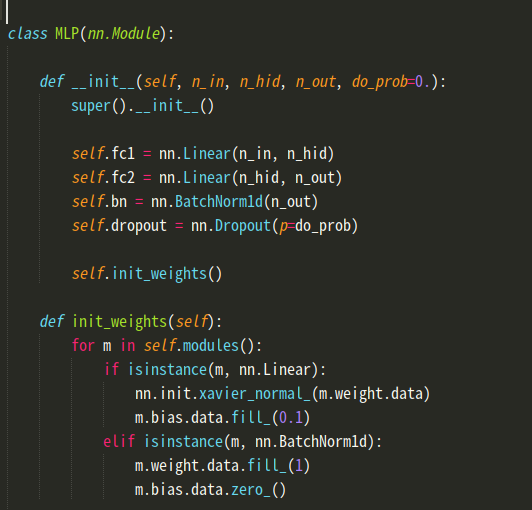 class MLP(nn.Module):
def __init__(self, n_in, n_hid, n_out, do_prob=0.):
super().__init__()
self.fc1 = nn.Linear(n_in, n_hid)
self.fc2 = nn.Linear(n_hid, n_out)
self.bn = nn.BatchNorm1d(n_out)
self.dropout = nn.Dropout(p=do_prob)
self.init_weights()
def init_weights(self):
for m in self.modules():
if isinstance(m, nn.Linear):
nn.init.xavier_normal_(m.weight.data)
m.bias.data.fill_(0.1)
elif isinstance(m, nn.BatchNorm1d):
m.weight.data.fill_(1)
m.bias.data.zero_()